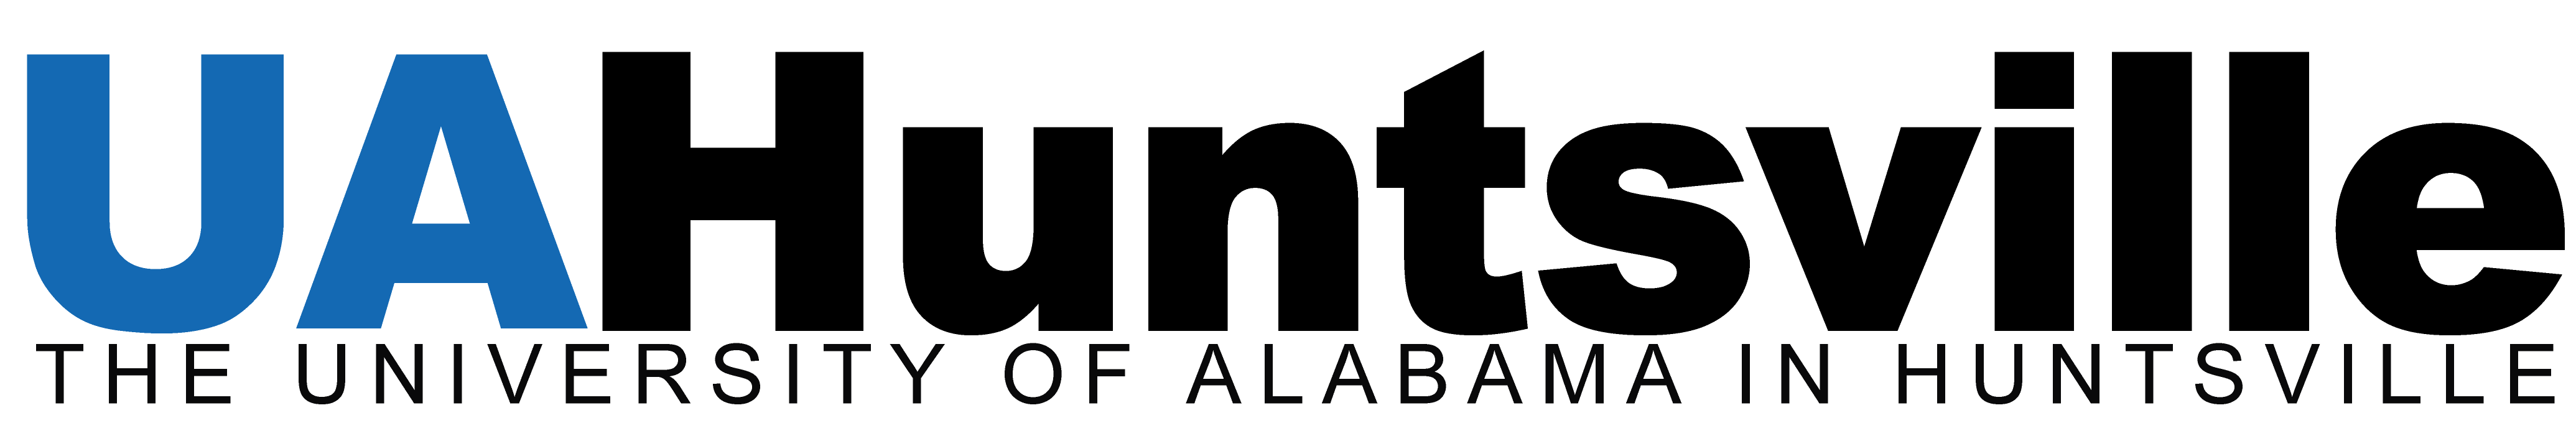 UAHuntsville
THE UNIVERSITY OF ALABAMA IN HUNTSVILLE